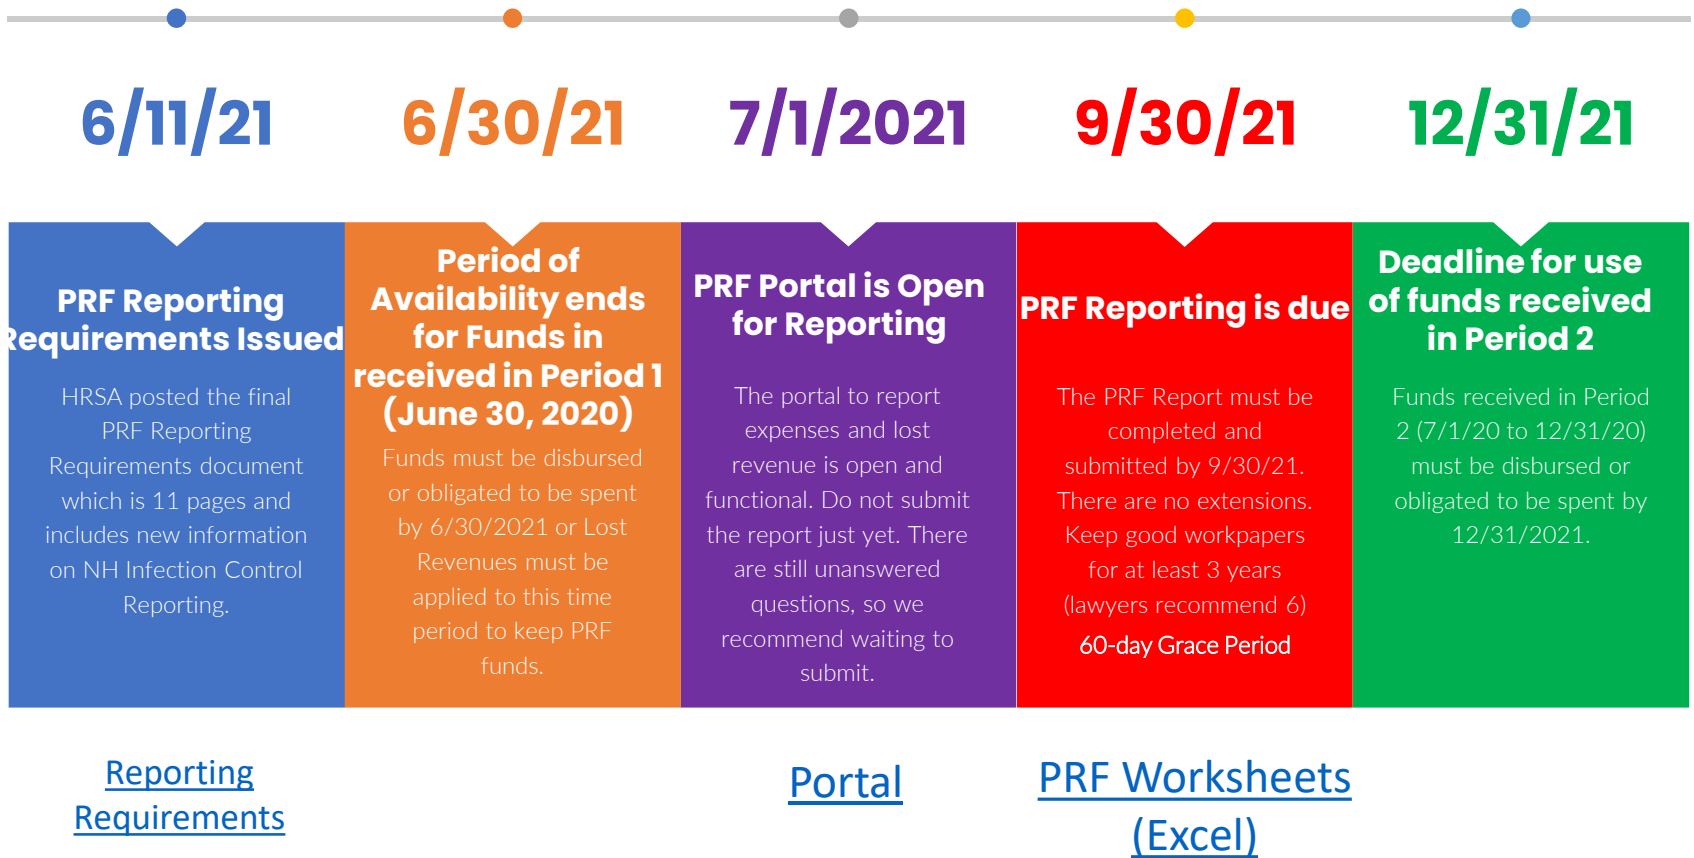 6/11/21
6/30/21
7/1/2021
9/30/21
12/31/21
PRF Reporting
Requirements Issued
HRSA posted the final
PRF Reporting
Requirements document
which is 11 pages and
includes new information
on NH Infection Control
Reporting.
Period of
Availability ends
for Funds in
received in Period 1
(June 30, 2020)
Funds must be disbursed
or obligated to be spent
by 6/30/2021 or Lost
Revenues must be
applied to this time
period to keep PRF
funds.
PRF Portal is Open
for Reporting
The portal to report
expenses and lost
revenue is open and
functional. Do not submit
the report just yet. There
are still unanswered
questions, so we
recommend waiting to
submit.
PRF Reporting is due
The PRF Report must be
completed and
submitted by 9/30/21.
There are no extensions.
Keep good workpapers
for at least 3 years
(lawyers recommend 6)
60-day Grace Period
Deadline for use
of funds received
in Period 2
Funds received in Period
2 (7/1/20 to 12/31/20)
must be disbursed or
obligated to be spent by
12/31/2021.
Reporting
Requirements
Portal
PRF Worksheets
(Excel)